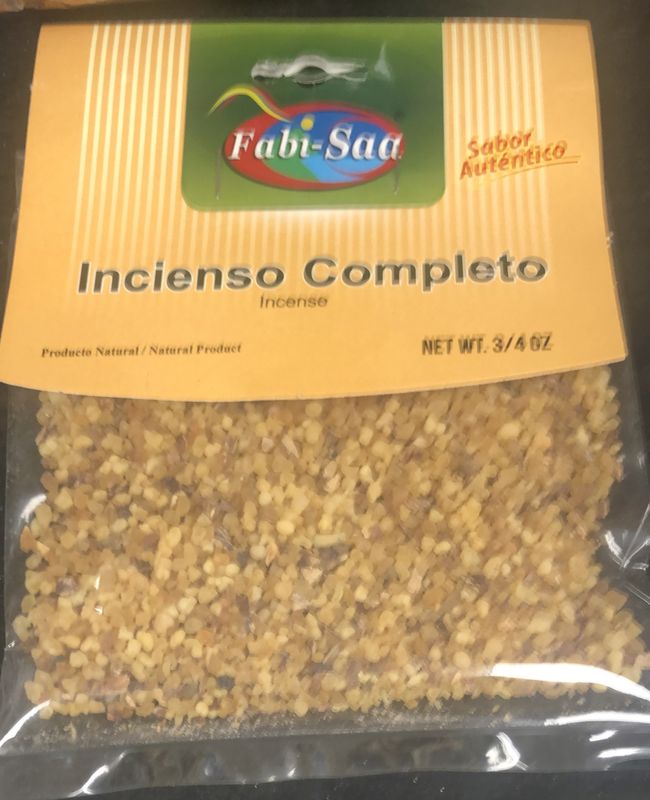 Fabi-Saa
Sabor
Auténtico
Incienso Completo
Incense
Producto Natural / Natural Product
NET WT. 3/4 OZ